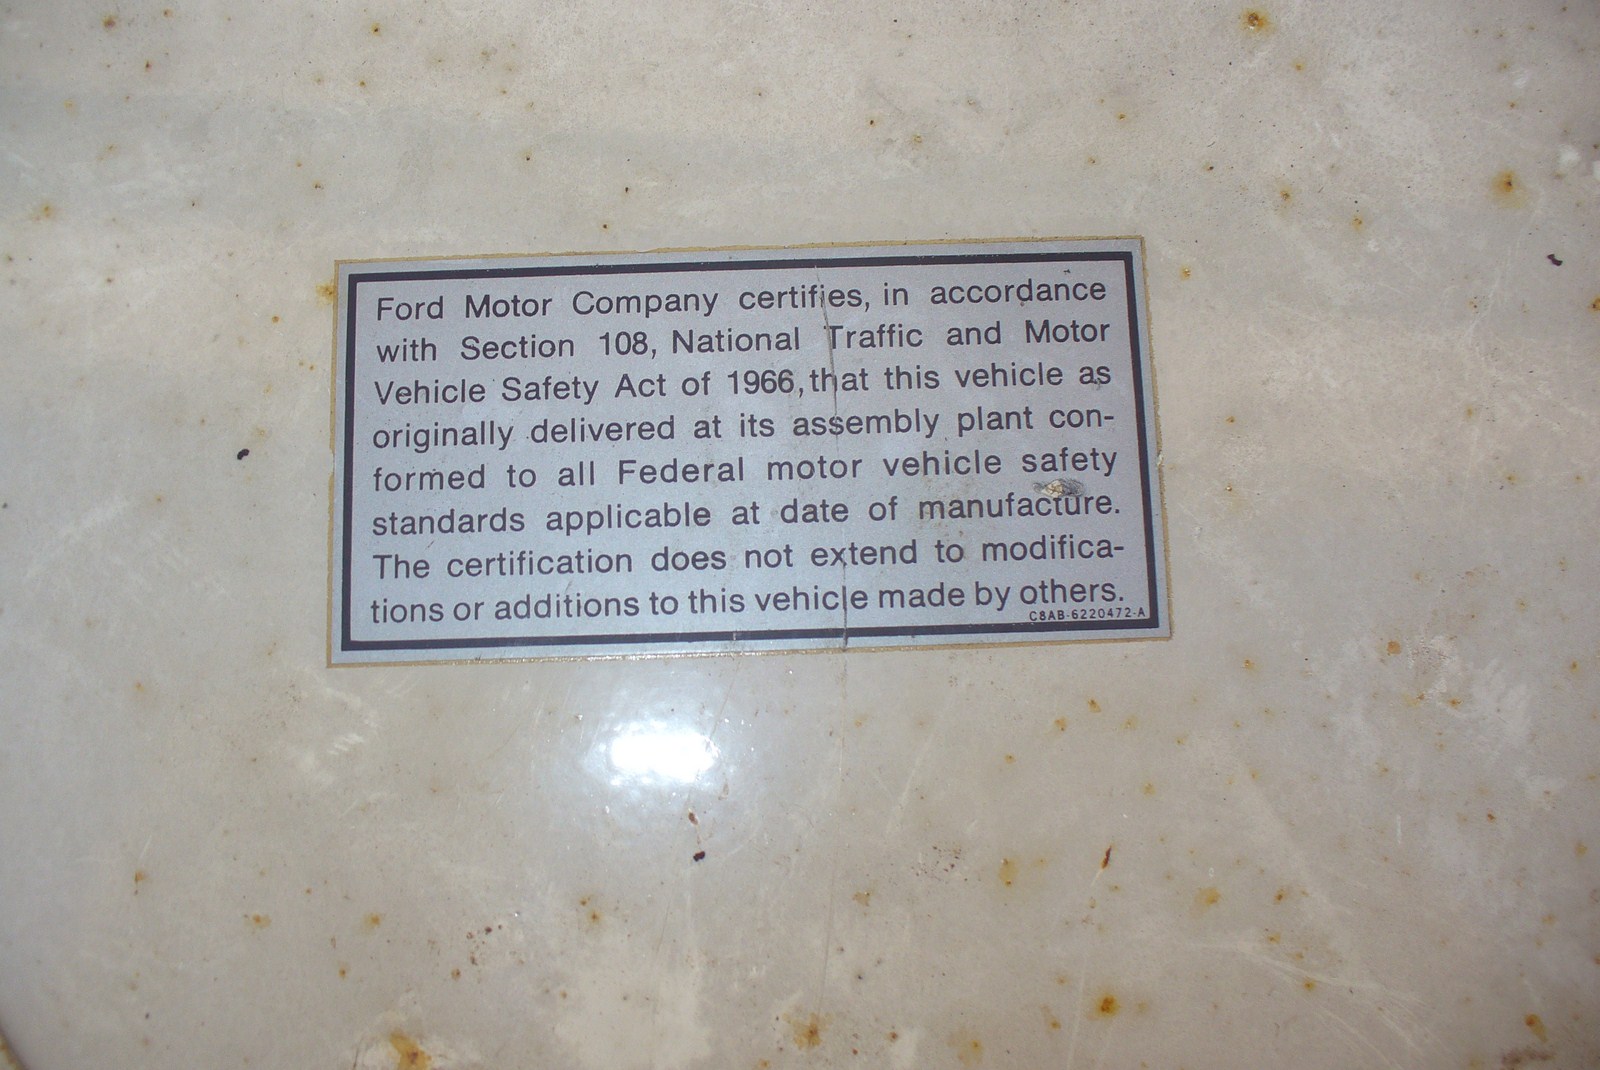 Ford Motor Company certifies, in accordance
with Section 108, National Traffic and Motor
Vehicle Safety Act of 1966, that this vehicle as
originally delivered at its assembly plant con-
formed to all Federal motor vehicle safety
standards applicable at date of manufacture.
The certification does not extend to modifica-
tions or additions to this vehicle made by others.
C8AB-6220472-A